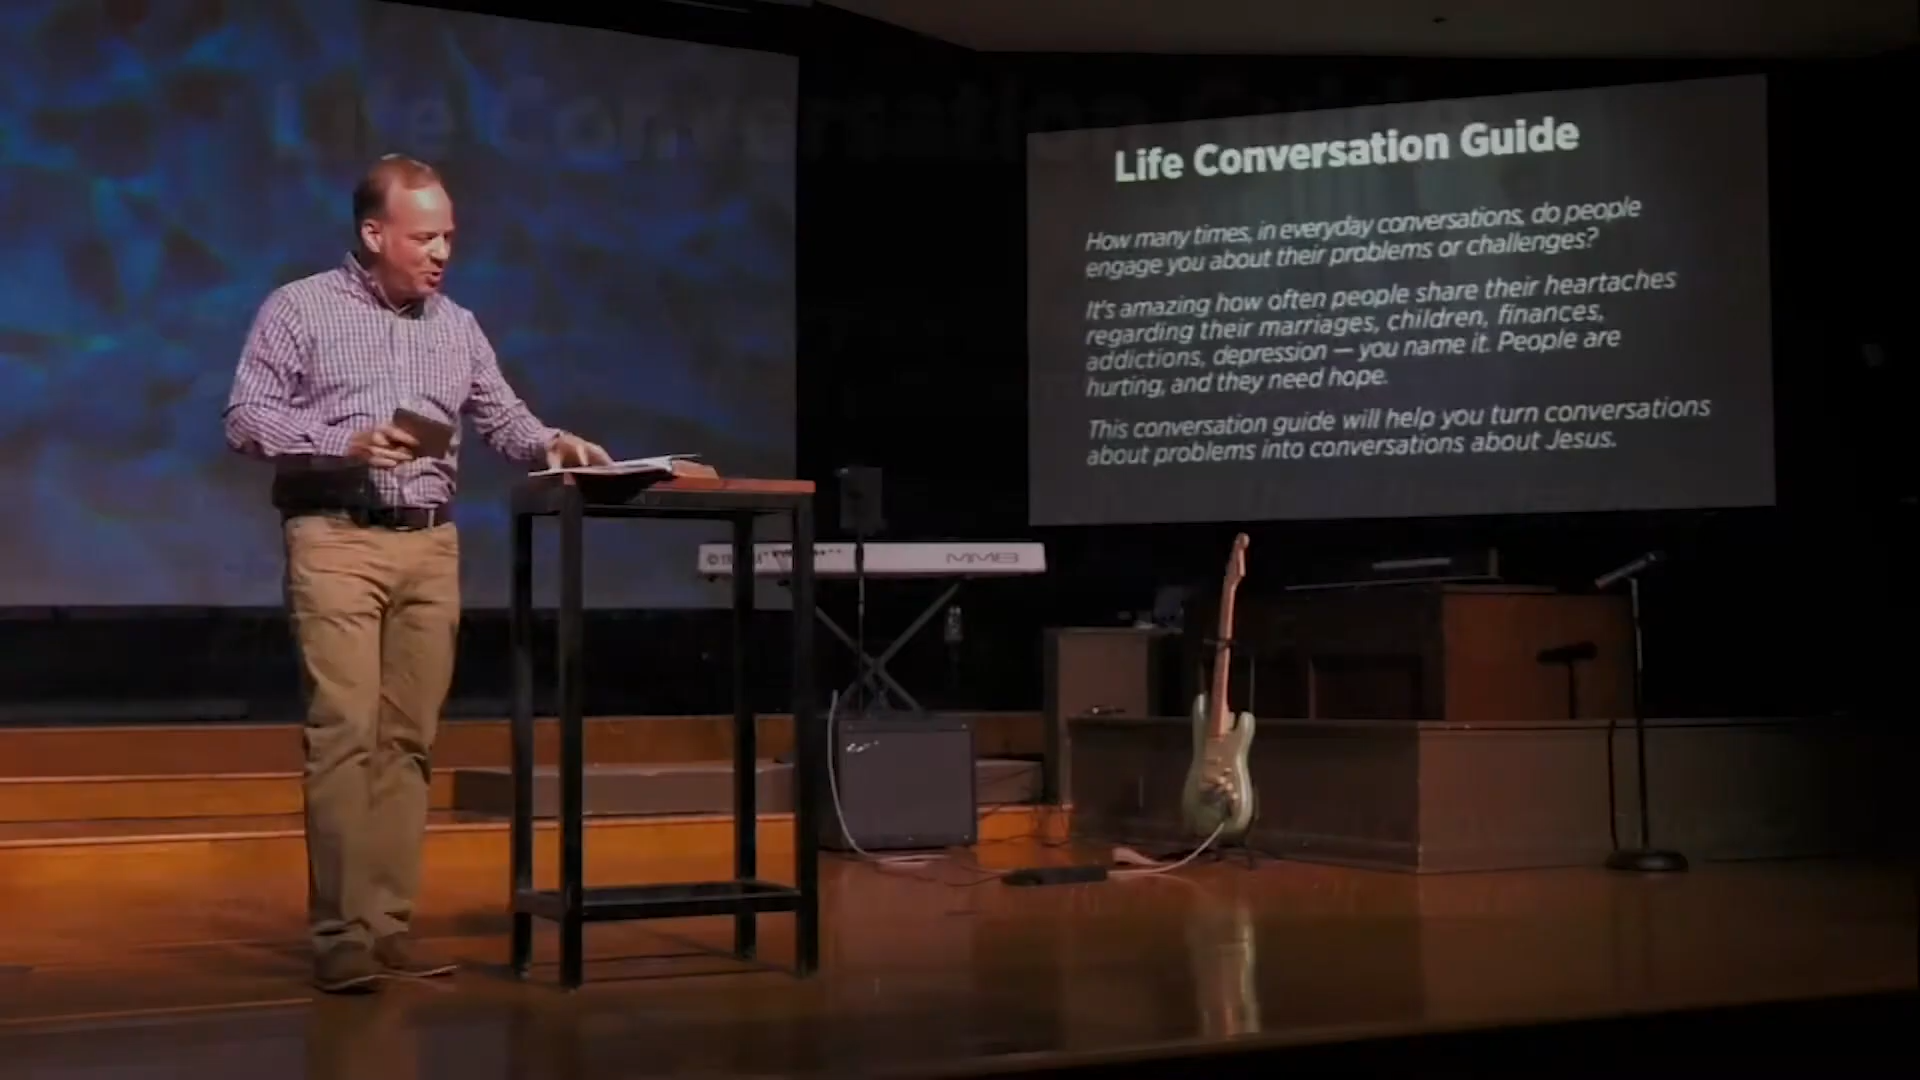 Life Conversation Guide
How many times, in everyday conversations, do people
engage you about their problems or challenges?
It's amazing how often people share their heartaches
regarding their marriages, children, finances,
addictions, depression — you name it. People are
hurting, and they need hope.
This conversation guide will help you turn conversations
about problems into conversations about Jesus.
MM8